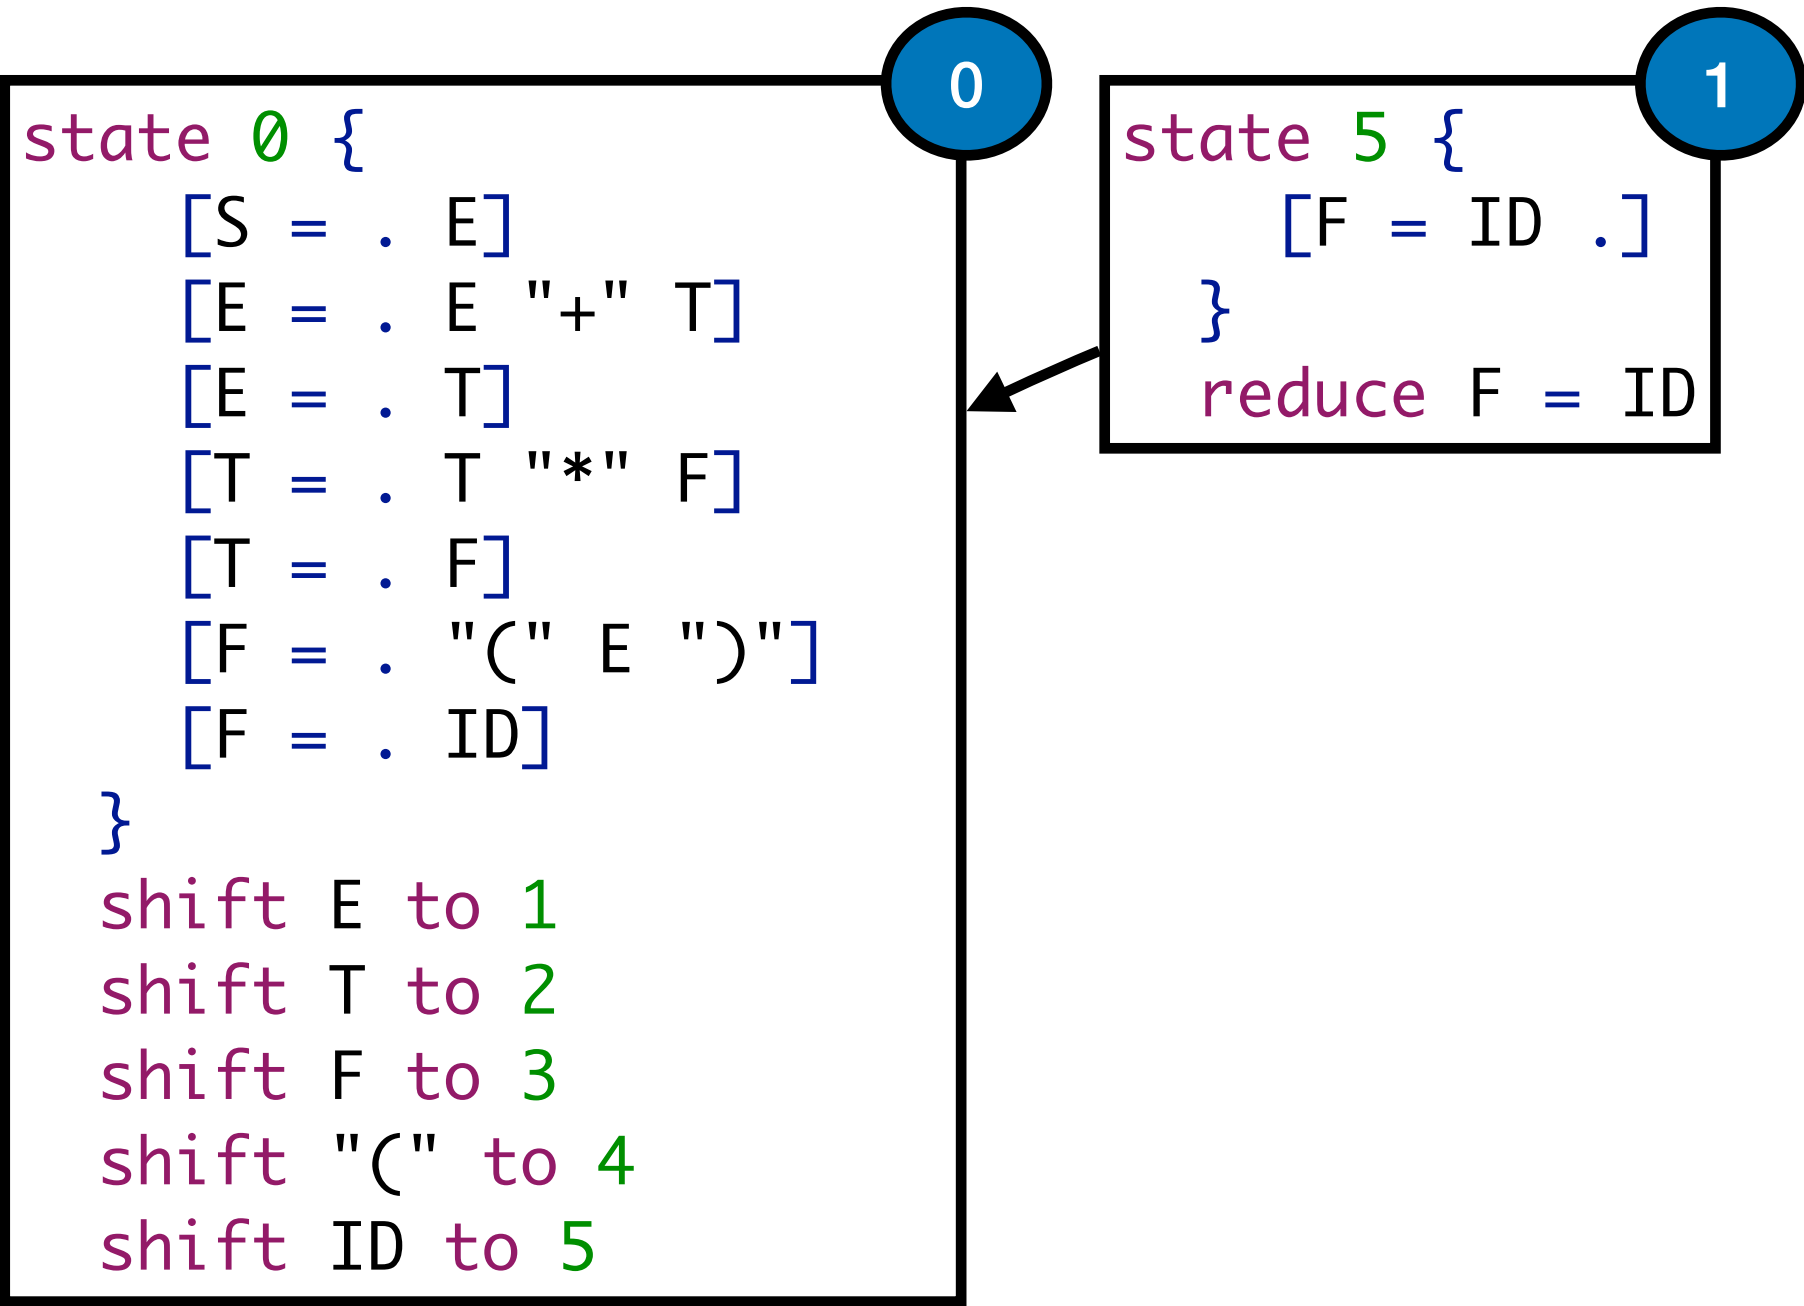 0
state 0 {
[S = . E]
[E = . E "+" T]
[E = . T]
[T = . T "*" F]
[T = . F]
[F = . "(" E ")"]
[F = . ID]
}
shift E to 1
shift T to 2
shift F to 3
shift "(" to 4
shift ID to 5
1
state 5 {
[F = ID .]
}
reduce F = ID